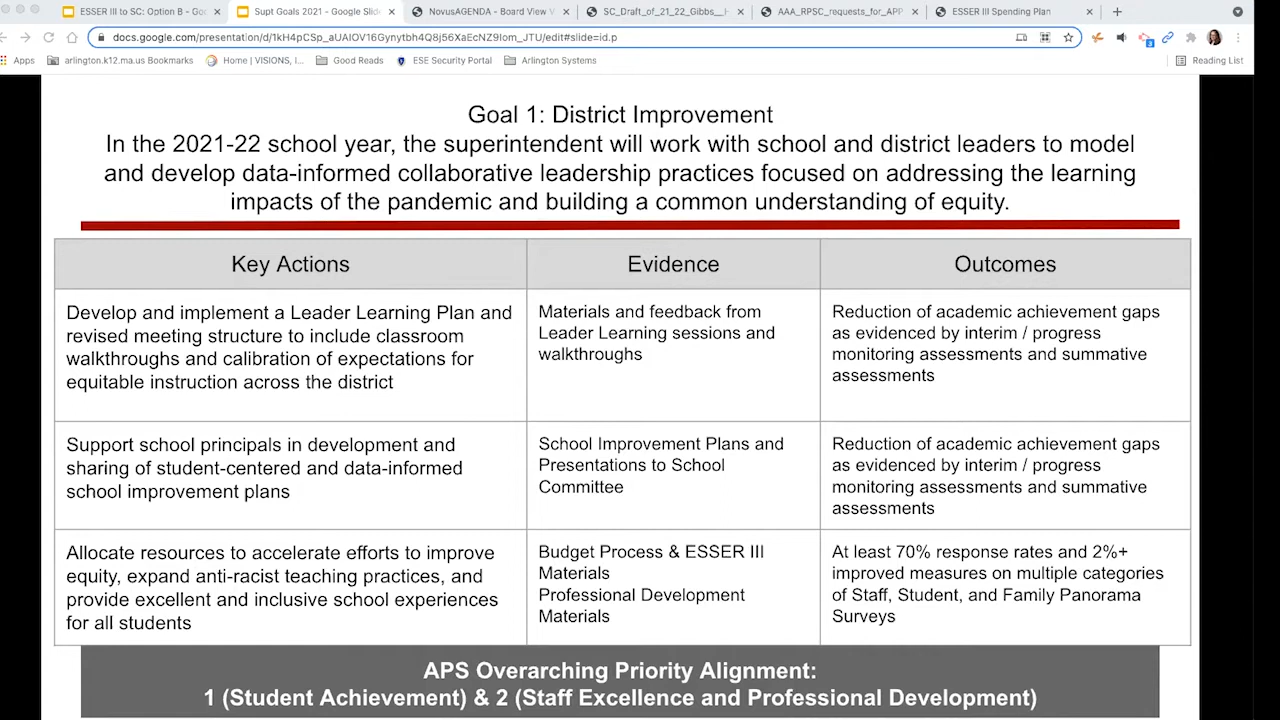 ESSER III to SC: Option B - Goo
Supt Goals 2021 - Google Slide
NovusAGENDA - Board View V
SC_Draft_of_21_22_Gibbs__H
AAA_RPSC_requests_for_APP
ESSER III Spending Plan
docs.google.com/presentation/d/1kH4pCSp_aUAIOV16Gynytbh4Q8j56XaEcNZ9Iom_JTU/edit#slide=id.p
Apps
arlington.k12.ma.us Bookmarks
Home | VISIONS, I...
Good Reads
ESE Security Portal
Arlington Systems
Reading List
Goal 1: District Improvement
In the 2021-22 school year, the superintendent will work with school and district leaders to model
and develop data-informed collaborative leadership practices focused on addressing the learning
impacts of the pandemic and building a common understanding of equity.
Key Actions
Evidence
Outcomes
Develop and implement a Leader Learning Plan and
revised meeting structure to include classroom
walkthroughs and calibration of expectations for
equitable instruction across the district
Materials and feedback from
Leader Learning sessions and
walkthroughs
Reduction of academic achievement gaps
as evidenced by interim / progress
monitoring assessments and summative
assessments
Support school principals in development and
sharing of student-centered and data-informed
school improvement plans
School Improvement Plans and
Presentations to School
Committee
Reduction of academic achievement gaps
as evidenced by interim / progress
monitoring assessments and summative
assessments
Allocate resources to accelerate efforts to improve
equity, expand anti-racist teaching practices, and
provide excellent and inclusive school experiences
for all students
Budget Process & ESSER III
Materials
Professional Development
Materials
At least 70% response rates and 2%+
improved measures on multiple categories
of Staff, Student, and Family Panorama
Surveys
APS Overarching Priority Alignment:
1 (Student Achievement) & 2 (Staff Excellence and Professional Development)